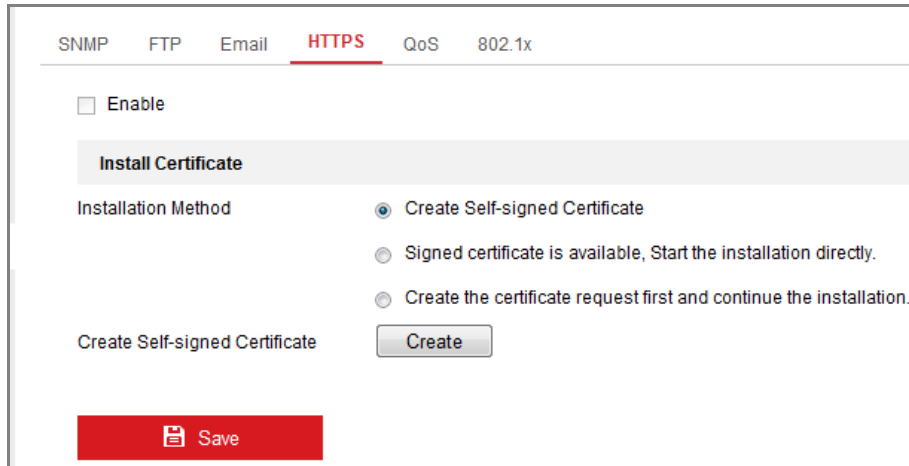 SNMP FTP Email HTTPS QoS 802.1x
Enable
Install Certificate
Installation Method Create Self-signed Certificate
Signed certificate is available, Start the installation directly.
Create the certificate request first and continue the installation.
Create Self-signed Certificate Create
Save